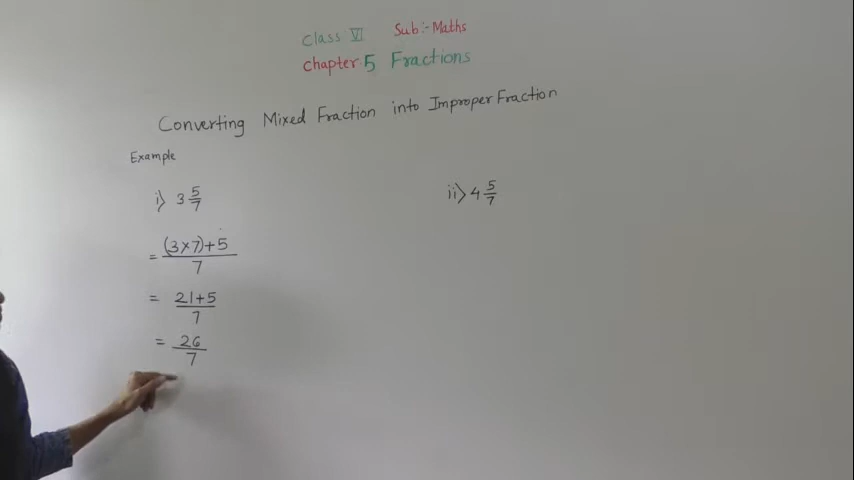 Class VI Sub:- Maths
Chapter 5 Fractions
Converting Mixed Fraction into Improper Fraction
Example
i) 3 5/7
ii) 4 5/7
= (3×7)+5/7
= 21+5/7
= 26/7